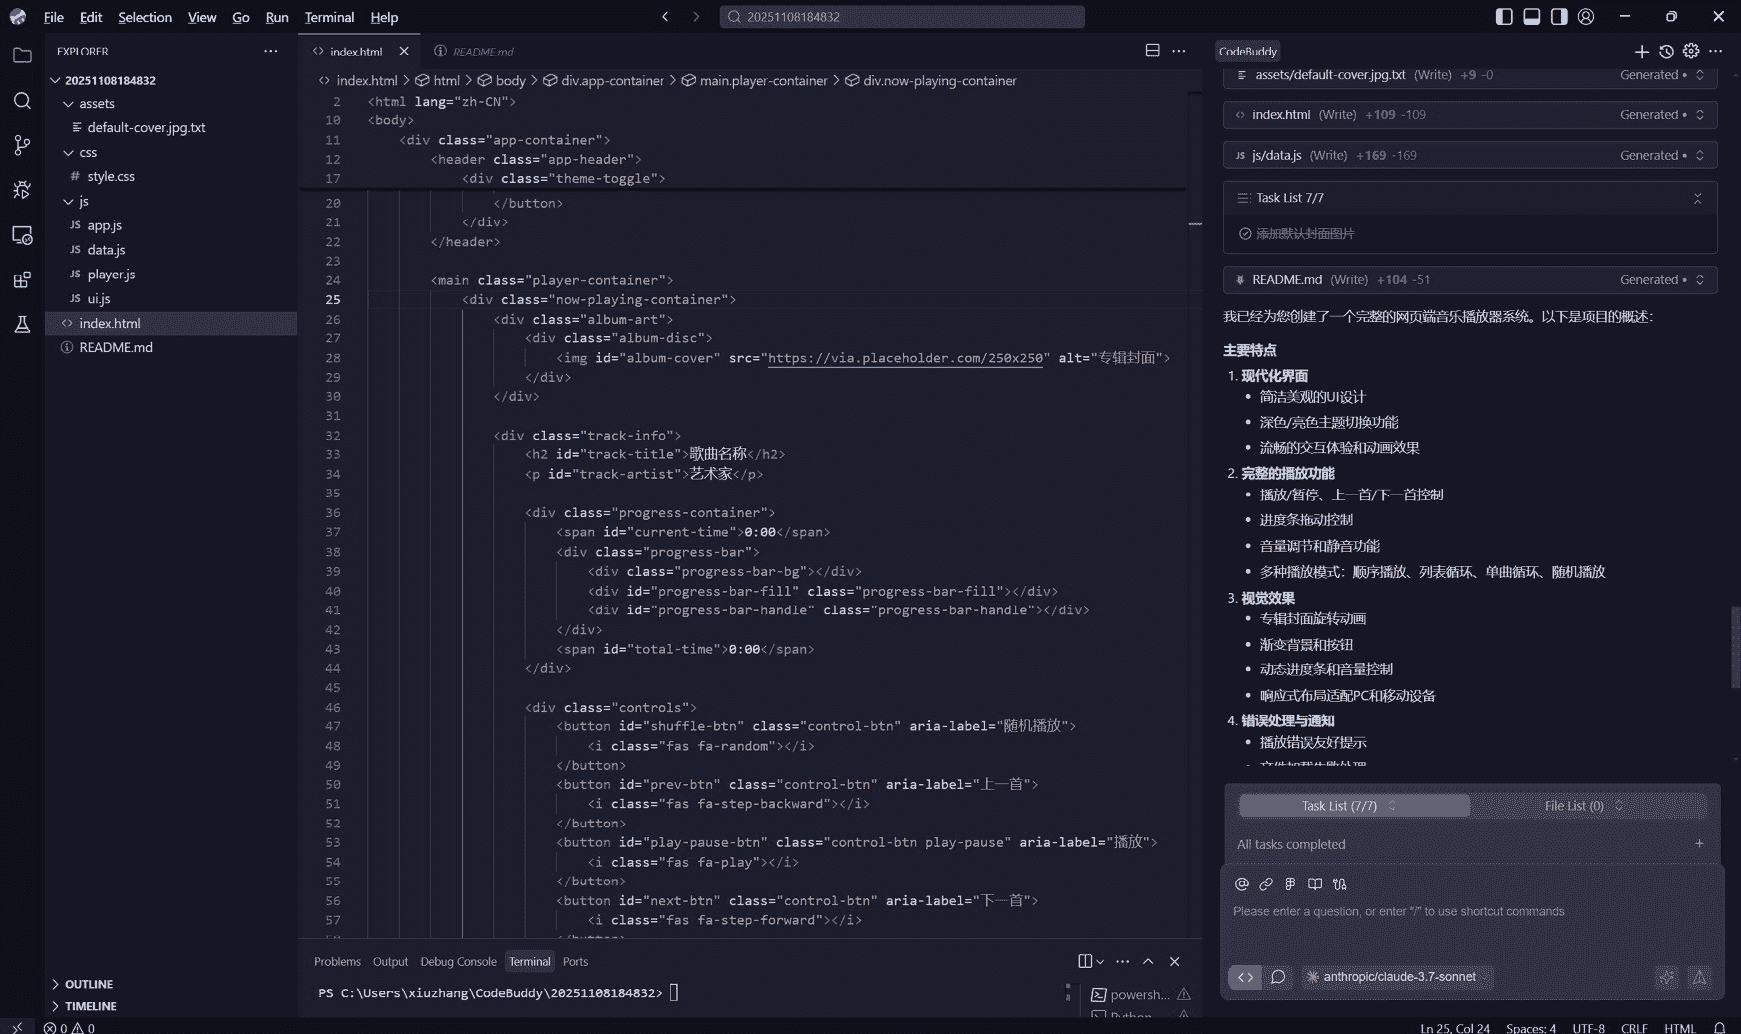 File Edit Selection View Go Run Terminal Help
20251108184832
EXPLORER
20251108184832
assets
default-cover.jpg.txt
css
# style.css
js
JS app.js
JS data.js
JS player.js
JS ui.js
<> index.html
README.md
OUTLINE
TIMELINE
<> index.html
README.md
<> index.html > html > body > div.app-container > main.player-container > div.now-playing-container
2 <html lang="zh-CN">
10 <body>
11 <div class="app-container">
12 <header class="app-header">
17 <div class="theme-toggle">
20 </button>
21 </div>
22 </header>
23
24 <main class="player-container">
25 <div class="now-playing-container">
26 <div class="album-art">
27 <div class="album-disc">
28 <img id="album-cover" src="https://via.placeholder.com/250x250" alt="专辑封面">
29 </div>
30 </div>
31
32 <div class="track-info">
33 <h2 id="track-title">歌曲名称</h2>
34 <p id="track-artist">艺术家</p>
35
36 <div class="progress-container">
37 <span id="current-time">0:00</span>
38 <div class="progress-bar">
39 <div class="progress-bar-bg"></div>
40 <div id="progress-bar-fill" class="progress-bar-fill"></div>
41 <div id="progress-bar-handle" class="progress-bar-handle"></div>
42 </div>
43 <span id="total-time">0:00</span>
44 </div>
45
46 <div class="controls">
47 <button id="shuffle-btn" class="control-btn" aria-label="随机播放">
48 <i class="fas fa-random"></i>
49 </button>
50 <button id="prev-btn" class="control-btn" aria-label="上一首">
51 <i class="fas fa-step-backward"></i>
52 </button>
53 <button id="play-pause-btn" class="control-btn play-pause" aria-label="播放">
54 <i class="fas fa-play"></i>
55 </button>
56 <button id="next-btn" class="control-btn" aria-label="下一首">
57 <i class="fas fa-step-forward"></i>
Problems Output Debug Console Terminal Ports
PS C:\Users\xiuzhang\CodeBuddy\20251108184832>
powersh...
CodeBuddy
assets/default-cover.jpg.txt (Write) +9 -0 Generated •
<> index.html (Write) +109 -109 Generated •
JS js/data.js (Write) +169 -169 Generated •
Task List 7/7
添加默认封面图片
README.md (Write) +104 -51 Generated •
我已经为您创建了一个完整的网页端音乐播放器系统。以下是项目的概述：
主要特点
1. 现代化界面
• 简洁美观的UI设计
• 深色/亮色主题切换功能
• 流畅的交互体验和动画效果
2. 完整的播放功能
• 播放/暂停、上一首/下一首控制
• 进度条拖动控制
• 音量调节和静音功能
• 多种播放模式：顺序播放、列表循环、单曲循环、随机播放
3. 视觉效果
• 专辑封面旋转动画
• 渐变背景和按钮
• 动态进度条和音量控制
• 响应式布局适配PC和移动设备
4. 错误处理与通知
• 播放错误友好提示
Task List (7/7) File List (0)
All tasks completed
Please enter a question, or enter "/" to use shortcut commands
anthropic/claude-3.7-sonnet
0 0
Ln 25, Col 24 Spaces: 4 UTF-8 CRLF HTML